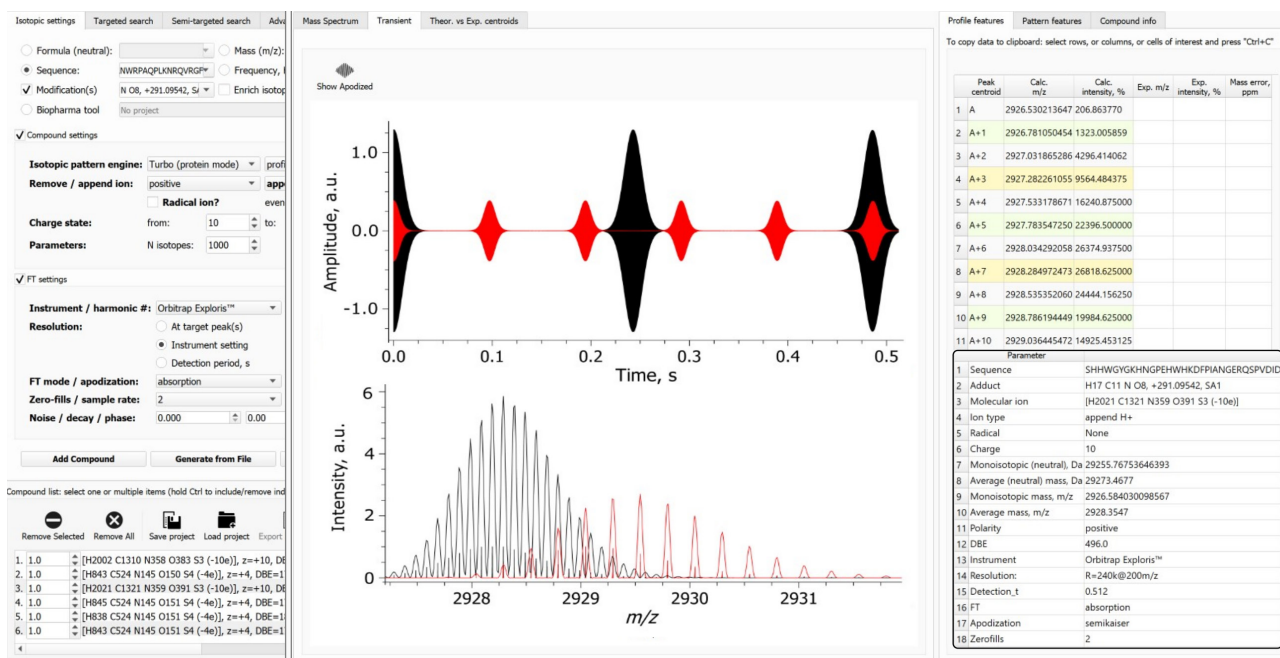 Isotopic settings Targeted search Semi-targeted search Adva
Formula (neutral): Mass (m/z):
Sequence: NWRPAQPLKNRQVRGF Frequency, I
Modification(s) N O8, +291.09542, S/ Enrich isotop
Biopharma tool No project
Compound settings
Isotopic pattern engine: Turbo (protein mode) profi
Remove / append ion: positive appe
Radical ion? even
Charge state: from: 10 to:
Parameters: N isotopes: 1000
FT settings
Instrument / harmonic #: Orbitrap Exploris™
Resolution: At target peak(s)
Instrument setting
Detection period, s
FT mode / apodization: absorption
Zero-fills / sample rate: 2
Noise / decay / phase: 0.000 0.00
Add Compound Generate from File
Compound list: select one or multiple items (hold Ctrl to include/remove ind
Remove Selected Remove All Save project Load project Export
1. 1.0 [H2002 C1310 N358 O383 S3 (-10e)], z=+10, D
2. 1.0 [H843 C524 N145 O150 S4 (-4e)], z=+4, DBE=1
3. 1.0 [H2021 C1321 N359 O391 S3 (-10e)], z=+10, DE
4. 1.0 [H845 C524 N145 O151 S4 (-4e)], z=+4, DBE=1
5. 1.0 [H838 C524 N145 O151 S4 (-4e)], z=+4, DBE=1
6. 1.0 [H843 C524 N145 O151 S4 (-4e)], z=+4, DBE=1
Mass Spectrum Transient Theor. vs Exp. centroids
Show Apodized
Amplitude, a.u.
1.0
0.0
-1.0
0.0 0.1 0.2 0.3 0.4 0.5
Time, s
Intensity, a.u.
6
4
2
0
2928 2929 2930 2931
m/z
Profile features Pattern features Compound info
To copy data to clipboard: select rows, or columns, or cells of interest and press "Ctrl+C"
Peak centroid Calc. m/z Calc. intensity, % Exp. m/z Exp. intensity, % Mass error, ppm
1 A 2926.530213647 206.863770
2 A+1 2926.781050454 1323.005859
3 A+2 2927.031865286 4296.414062
4 A+3 2927.282261055 9564.484375
5 A+4 2927.533178671 16240.875000
6 A+5 2927.783547250 22396.500000
7 A+6 2928.034292058 26374.937500
8 A+7 2928.284972473 26818.625000
9 A+8 2928.535352060 24444.156250
10 A+9 2928.786194449 19984.625000
11 A+10 2929.036445472 14925.453125
Parameter
1 Sequence SHHWGYGKHNGPEHWHKDFPIANGERQSPVDID
2 Adduct H17 C11 N O8, +291.09542, SA1
3 Molecular ion [H2021 C1321 N359 O391 S3 (-10e)]
4 Ion type append H+
5 Radical None
6 Charge 10
7 Monoisotopic (neutral), Da 29255.76753646393
8 Average (neutral) mass, Da 29273.4677
9 Monoisotopic mass, m/z 2926.584030098567
10 Average mass, m/z 2928.3547
11 Polarity positive
12 DBE 496.0
13 Instrument Orbitrap Exploris™
14 Resolution: R=240k@200m/z
15 Detection_t 0.512
16 FT absorption
17 Apodization semikaiser
18 Zerofills 2